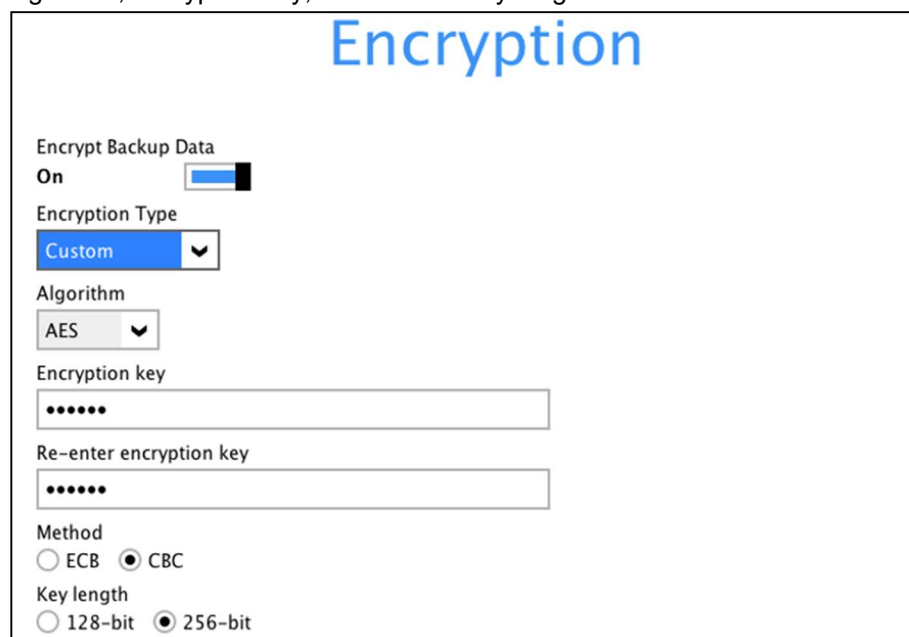 Encryption
Encrypt Backup Data
On
Encryption Type
Custom
Algorithm
AES
Encryption key
••••••
Re-enter encryption key
••••••
Method
ECB CBC
Key length
128-bit 256-bit